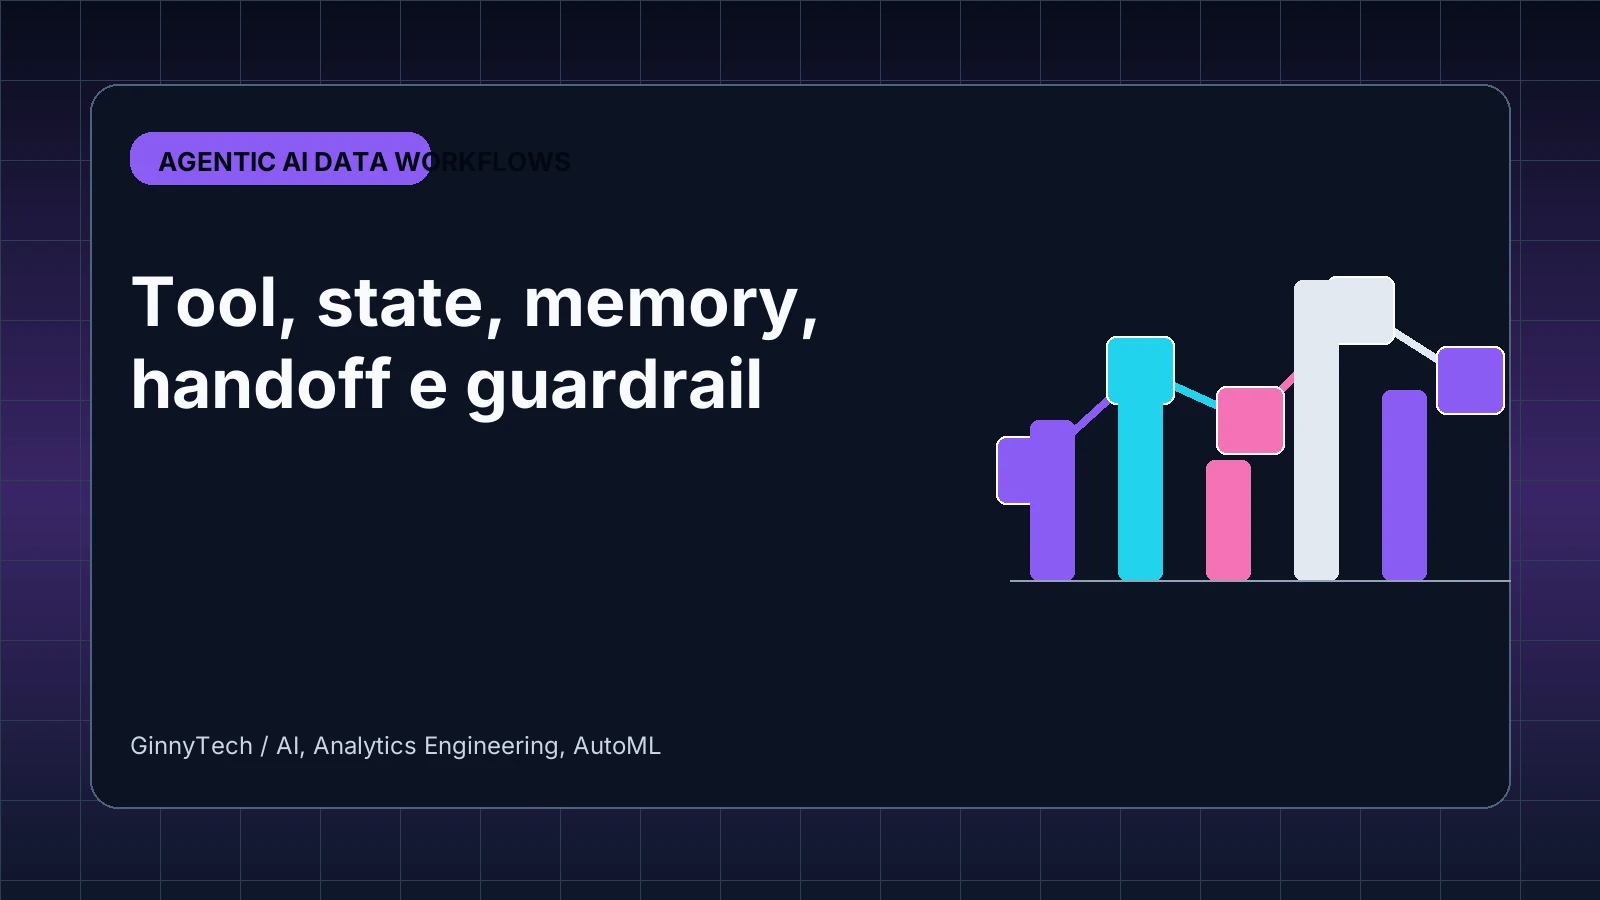 AGENTIC AI DATA WORKFLOWS
Tool, state, memory,
handoff e guardrail
GinnyTech / AI, Analytics Engineering, AutoML